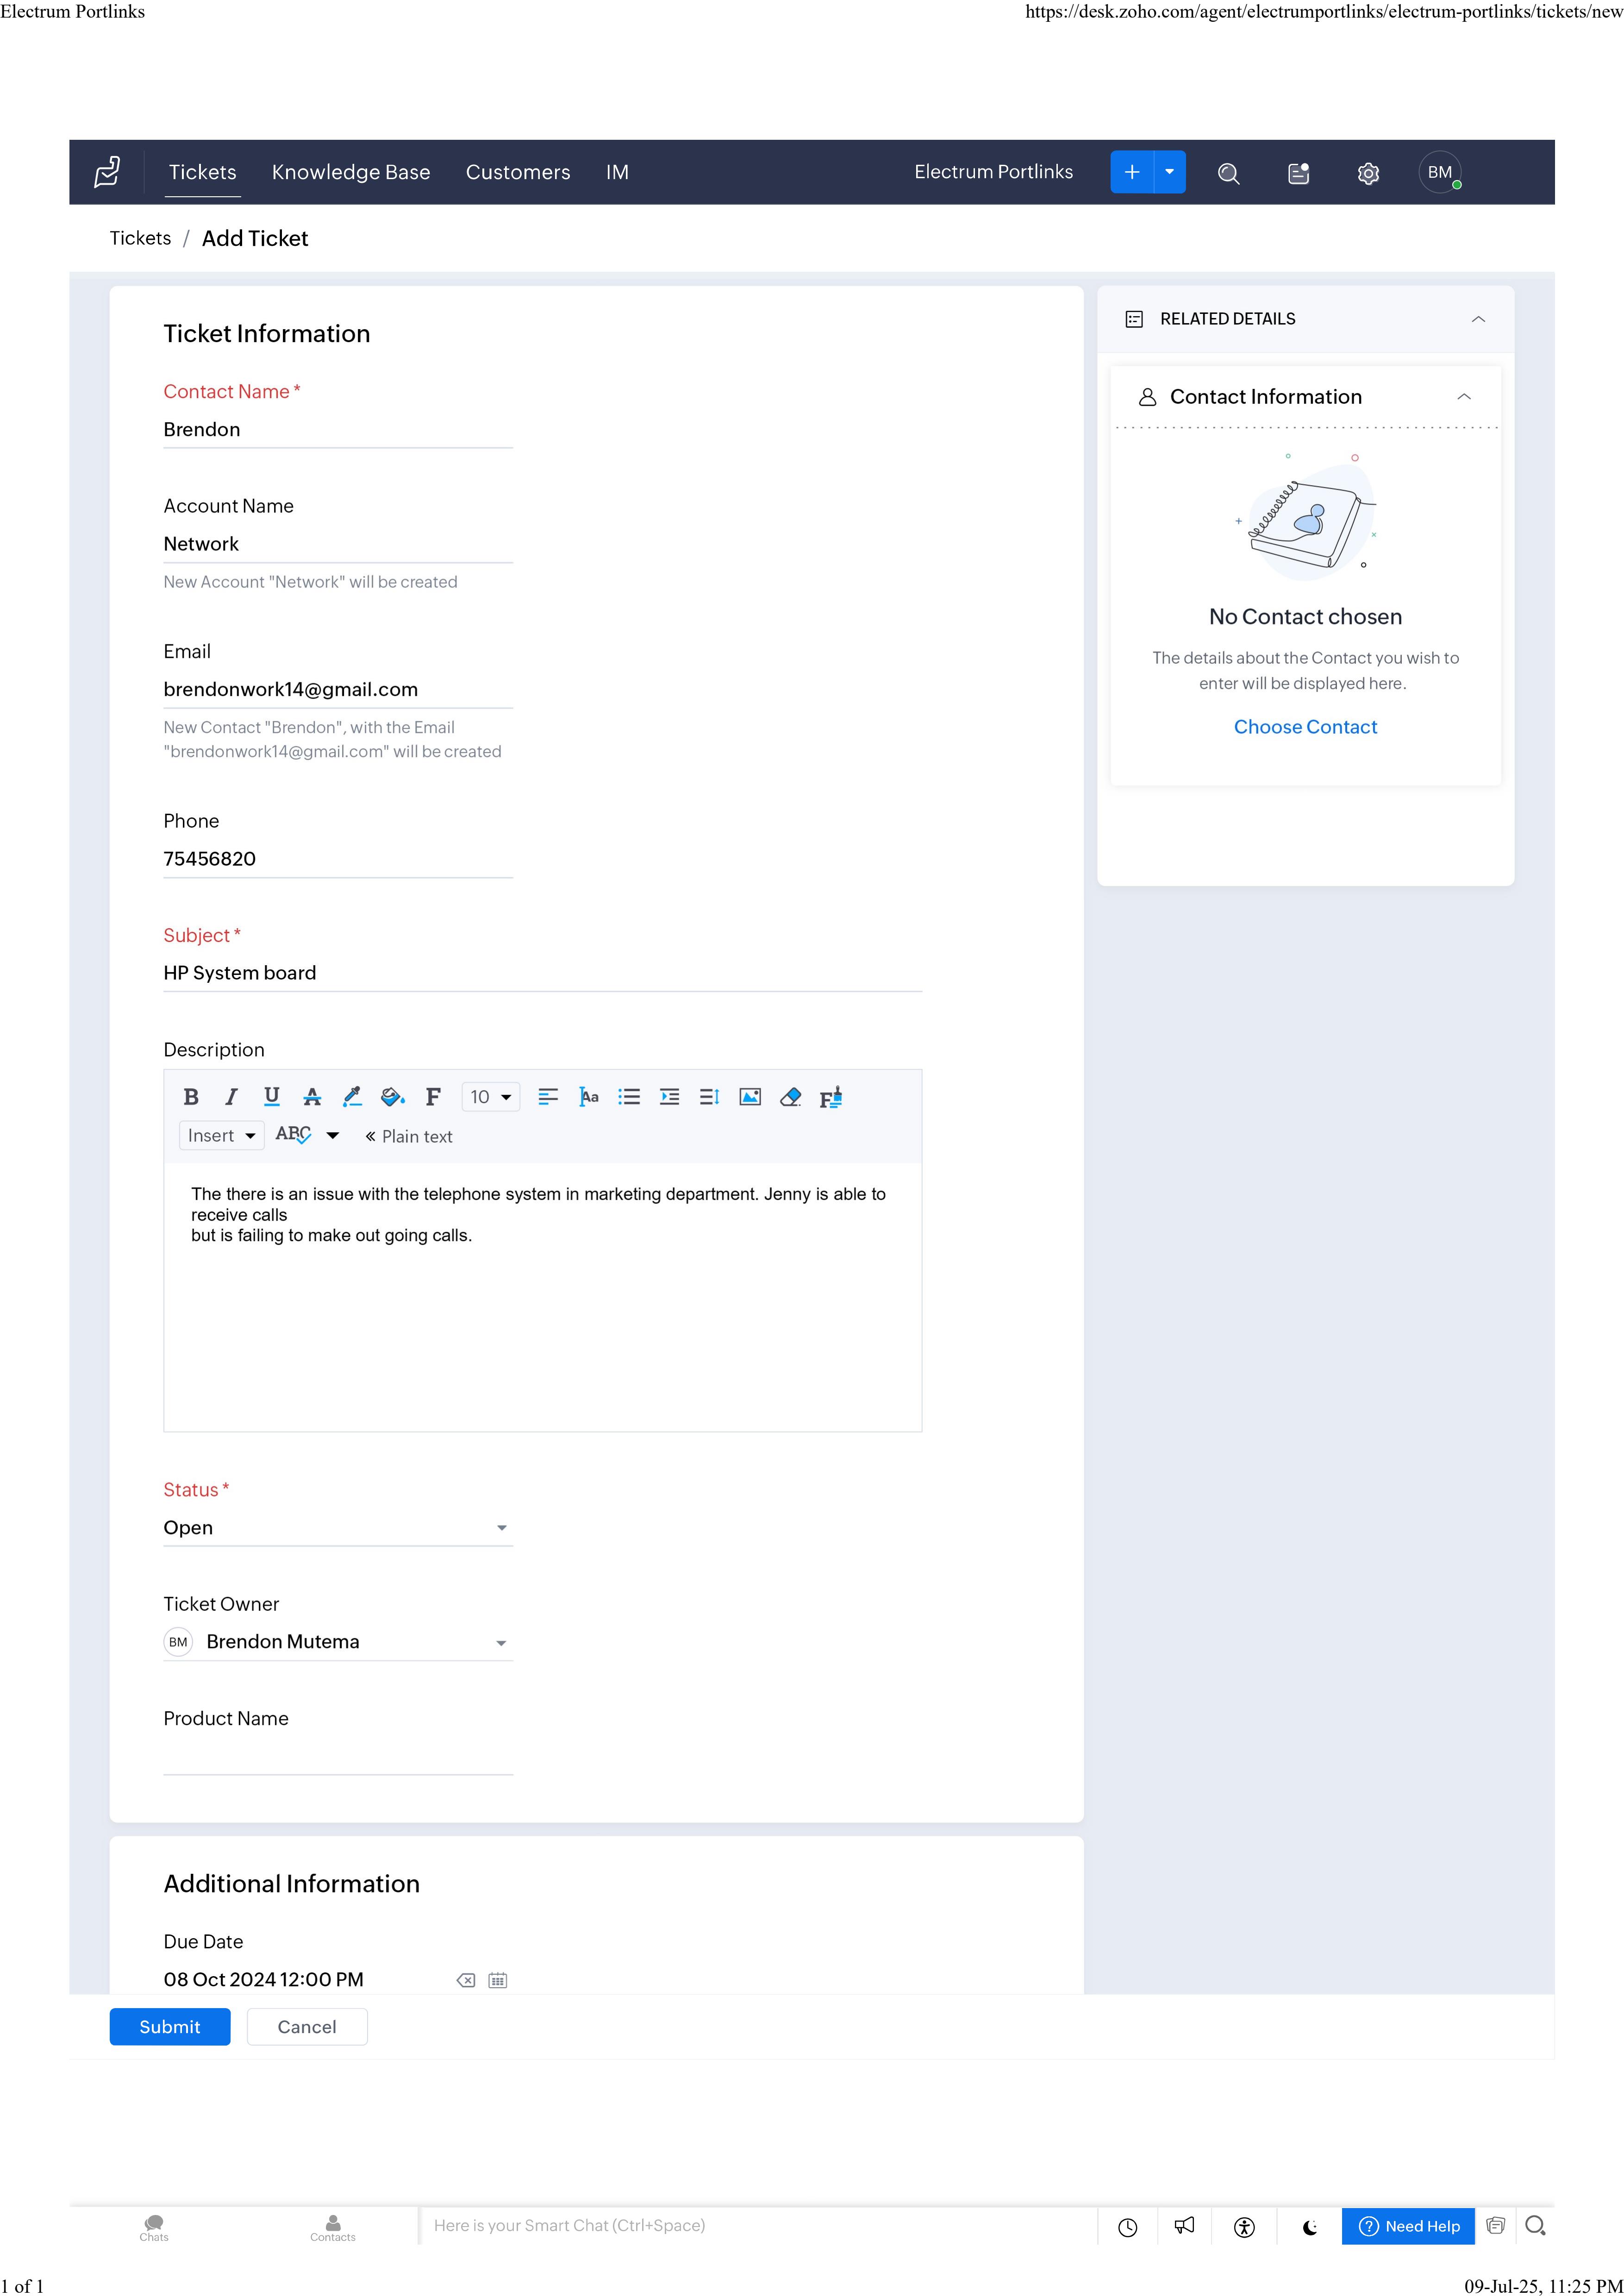 Electrum Portlinks
https://desk.zoho.com/agent/electrumportlinks/electrum-portlinks/tickets/new
Tickets
Knowledge Base
Customers
IM
Electrum Portlinks
BM
Tickets / Add Ticket
Ticket Information
Contact Name *
Brendon
Account Name
Network
New Account "Network" will be created
Email
brendonwork14@gmail.com
New Contact "Brendon", with the Email
"brendonwork14@gmail.com" will be created
Phone
75456820
Subject *
HP System board
Description
B I U A F 10 Aa F
Insert ABC « Plain text
The there is an issue with the telephone system in marketing department. Jenny is able to
receive calls
but is failing to make out going calls.
Status *
Open
Ticket Owner
BM Brendon Mutema
Product Name
Additional Information
Due Date
08 Oct 2024 12:00 PM
Submit
Cancel
RELATED DETAILS
Contact Information
No Contact chosen
The details about the Contact you wish to
enter will be displayed here.
Choose Contact
Chats
Contacts
Here is your Smart Chat (Ctrl+Space)
Need Help
1 of 1
09-Jul-25, 11:25 PM